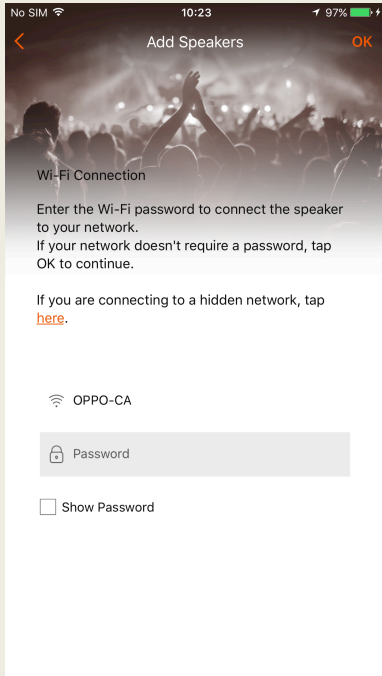 No SIM 10:23 97%
Add Speakers OK
Wi-Fi Connection
Enter the Wi-Fi password to connect the speaker
to your network.
If your network doesn't require a password, tap
OK to continue.
If you are connecting to a hidden network, tap
here.
OPPO-CA
Password
Show Password